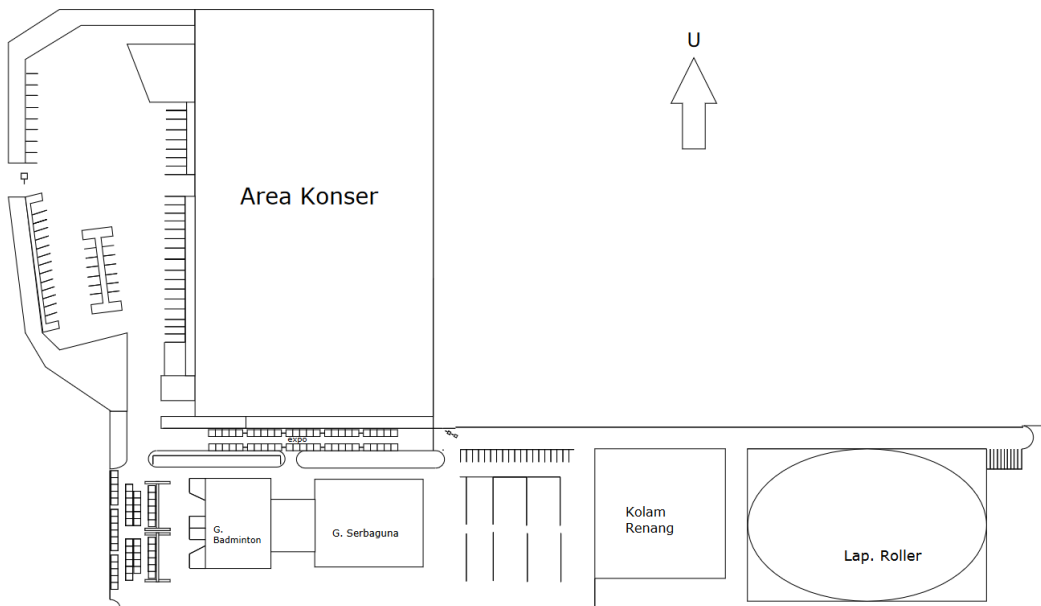 U
Area Konser
expo
G.
Badminton
G. Serbaguna
Kolam
Renang
Lap. Roller